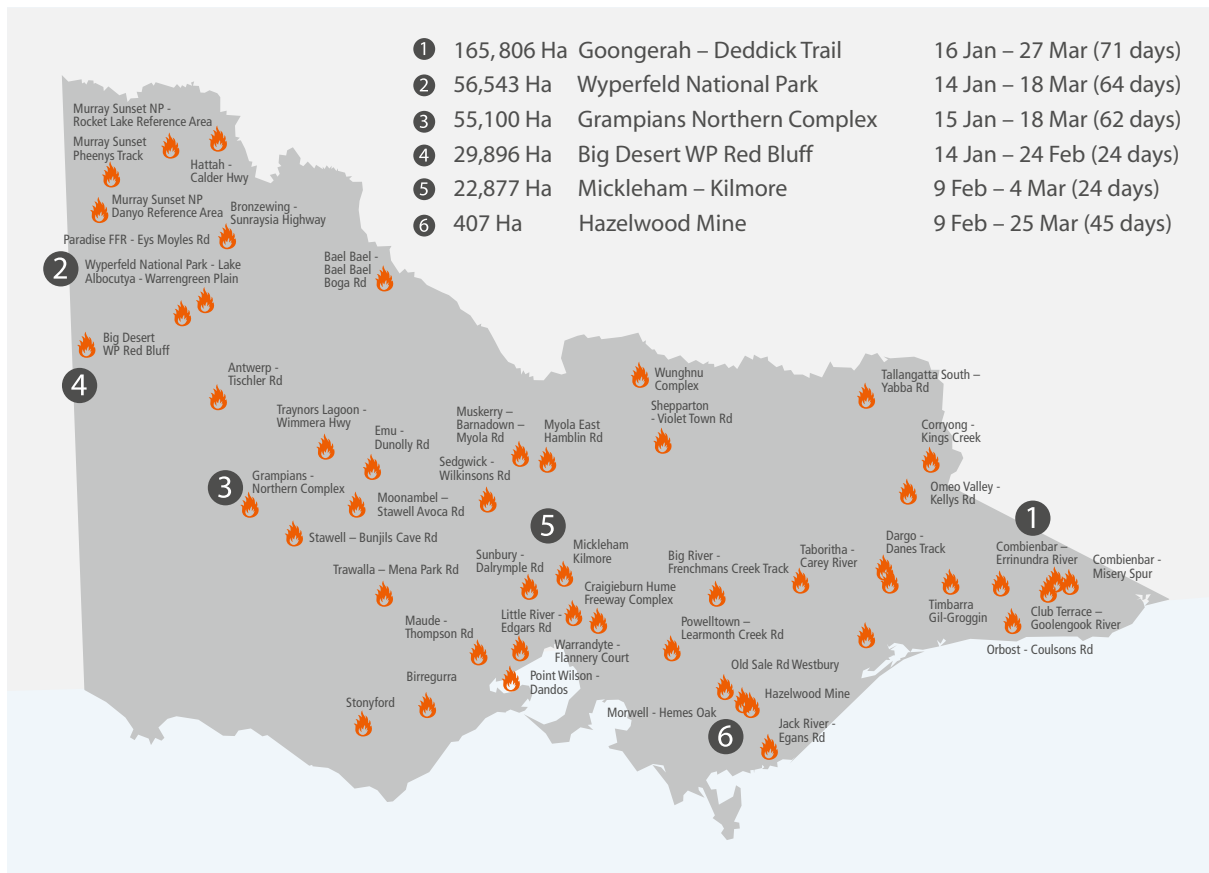 1 165,806 Ha Goongerah – Deddick Trail 16 Jan – 27 Mar (71 days)
2 56,543 Ha Wyperfeld National Park 14 Jan – 18 Mar (64 days)
3 55,100 Ha Grampians Northern Complex 15 Jan – 18 Mar (62 days)
4 29,896 Ha Big Desert WP Red Bluff 14 Jan – 24 Feb (24 days)
5 22,877 Ha Mickleham – Kilmore 9 Feb – 4 Mar (24 days)
6 407 Ha Hazelwood Mine 9 Feb – 25 Mar (45 days)
Murray Sunset NP -
Rocket Lake Reference Area
Murray Sunset
Pheenys Track
Hattah -
Calder Hwy
Murray Sunset NP
Danyo Reference Area
Bronzewing -
Sunraysia Highway
Paradise FFR - Eys Moyles Rd
2
Wyperfeld National Park - Lake
Albocutya - Warrengreen Plain
Bael Bael -
Bael Bael
Boga Rd
Big Desert
WP Red Bluff
4
Antwerp -
Tischler Rd
Wunghnu
Complex
Tallangatta South –
Yabba Rd
Traynors Lagoon -
Wimmera Hwy
Emu -
Dunolly Rd
Muskerry –
Barnadown –
Myola Rd
Myola East
Hamblin Rd
Shepparton
- Violet Town Rd
Corryong -
Kings Creek
Sedgwick -
Wilkinsons Rd
3
Grampians -
Northern Complex
Moonambel –
Stawell Avoca Rd
Omeo Valley -
Kellys Rd
Stawell – Bunjils Cave Rd
5
1
Trawalla – Mena Park Rd
Sunbury -
Dalrymple Rd
Mickleham
Kilmore
Big River -
Frenchmans Creek Track
Taboritha -
Carey River
Dargo -
Danes Track
Combienbar –
Errinundra River
Combienbar -
Misery Spur
Craigieburn Hume
Freeway Complex
Timbarra
Gil-Groggin
Club Terrace –
Goolengook River
Maude -
Thompson Rd
Little River -
Edgars Rd
Powelltown –
Learmonth Creek Rd
Orbost - Coulsons Rd
Warrandyte -
Flannery Court
Birregurra
Point Wilson -
Dandos
Old Sale Rd Westbury
Stonyford
Morwell - Hemes Oak
Hazelwood Mine
6
Jack River -
Egans Rd